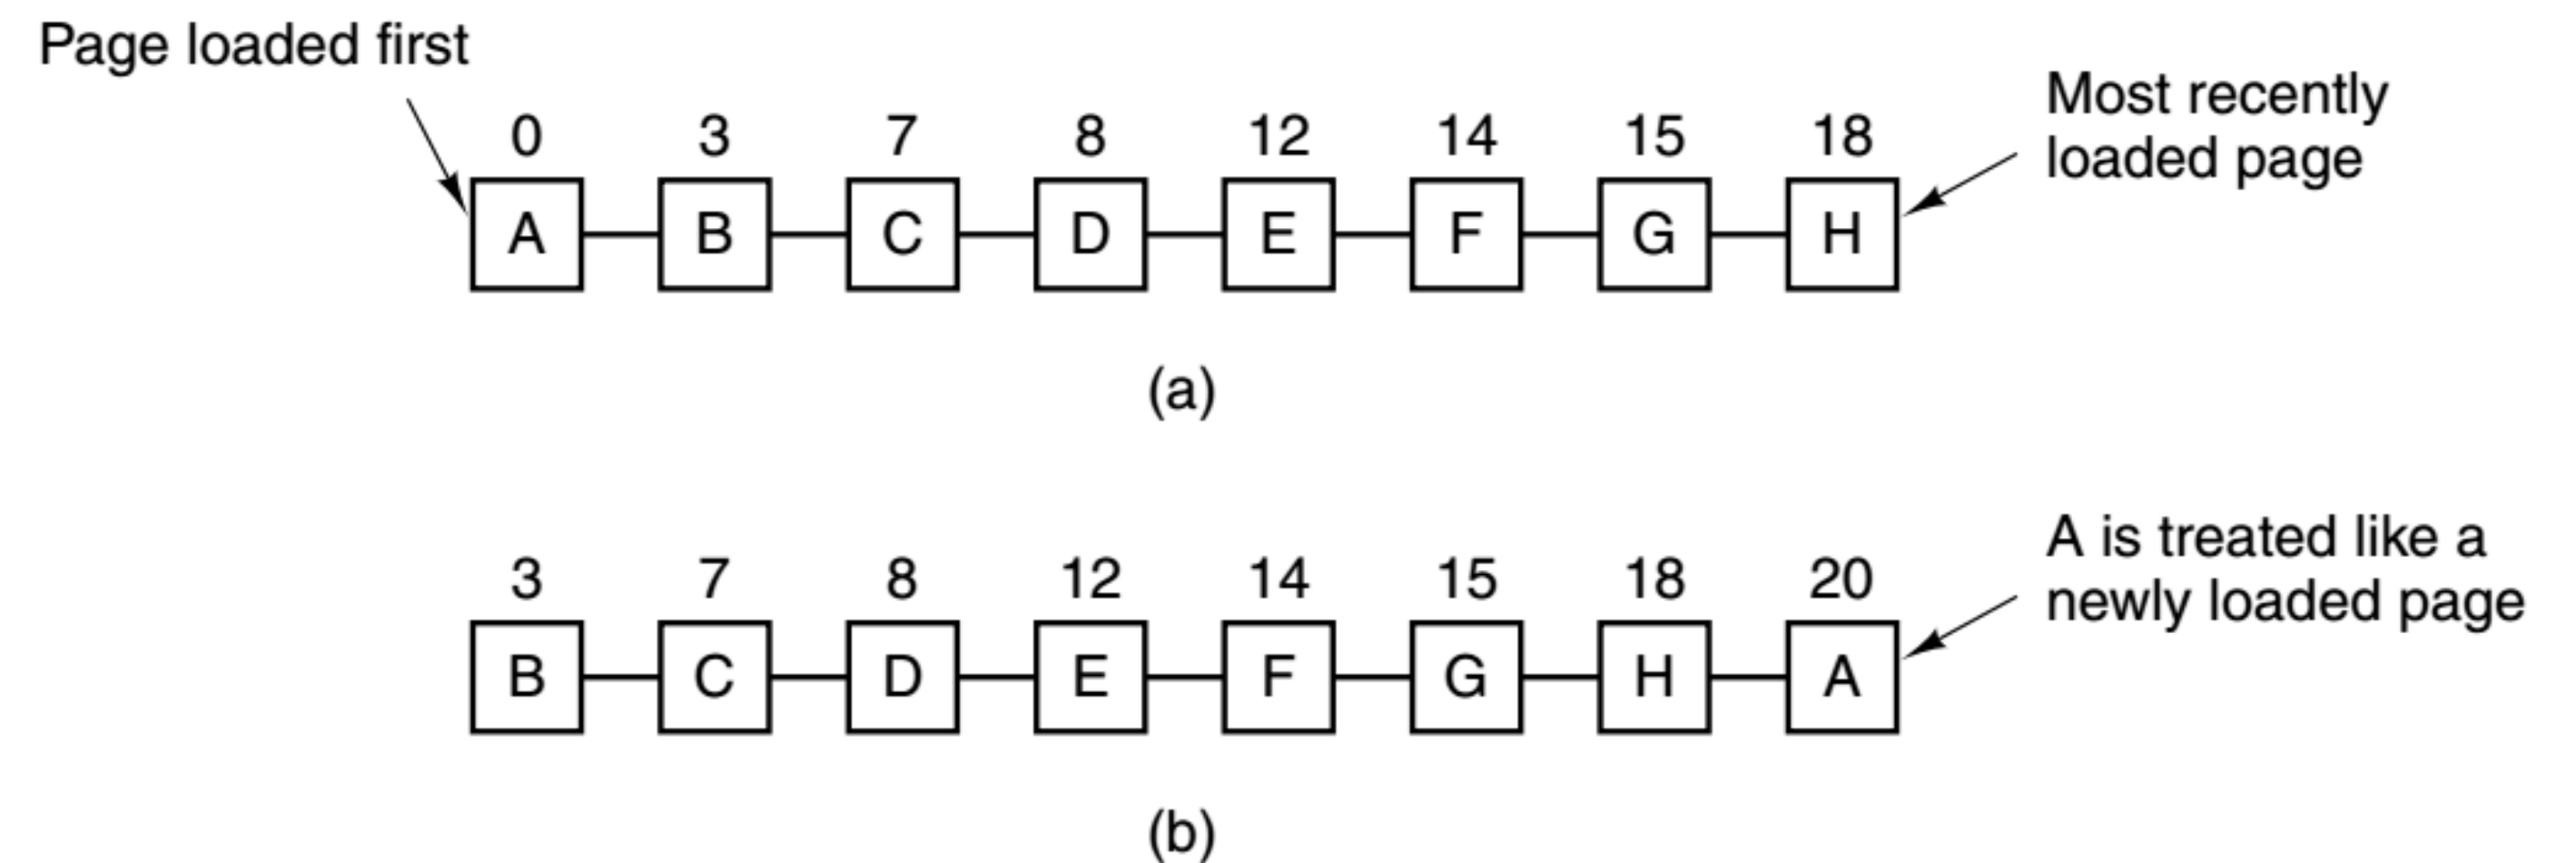 Page loaded first
Most recently
loaded page
0 3 7 8 12 14 15 18
A B C D E F G H
(a)
A is treated like a
newly loaded page
3 7 8 12 14 15 18 20
B C D E F G H A
(b)